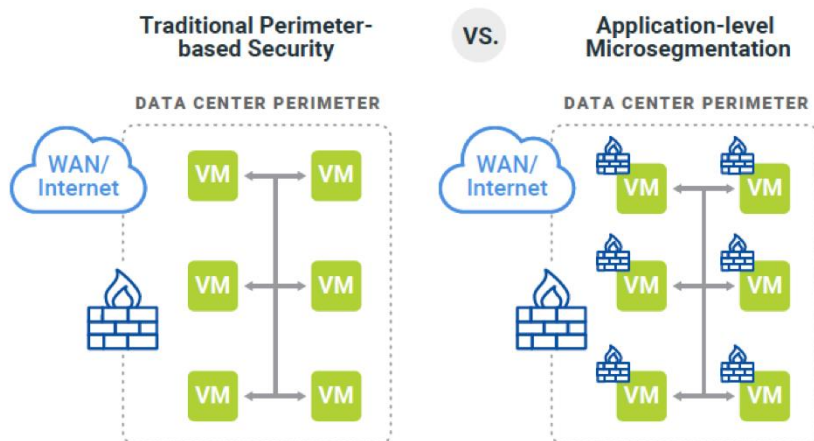 Traditional Perimeter-
based Security
VS.
Application-level
Microsegmentation
DATA CENTER PERIMETER
WAN/
Internet
VM VM
VM VM
VM VM
DATA CENTER PERIMETER
WAN/
Internet
VM VM
VM VM
VM VM